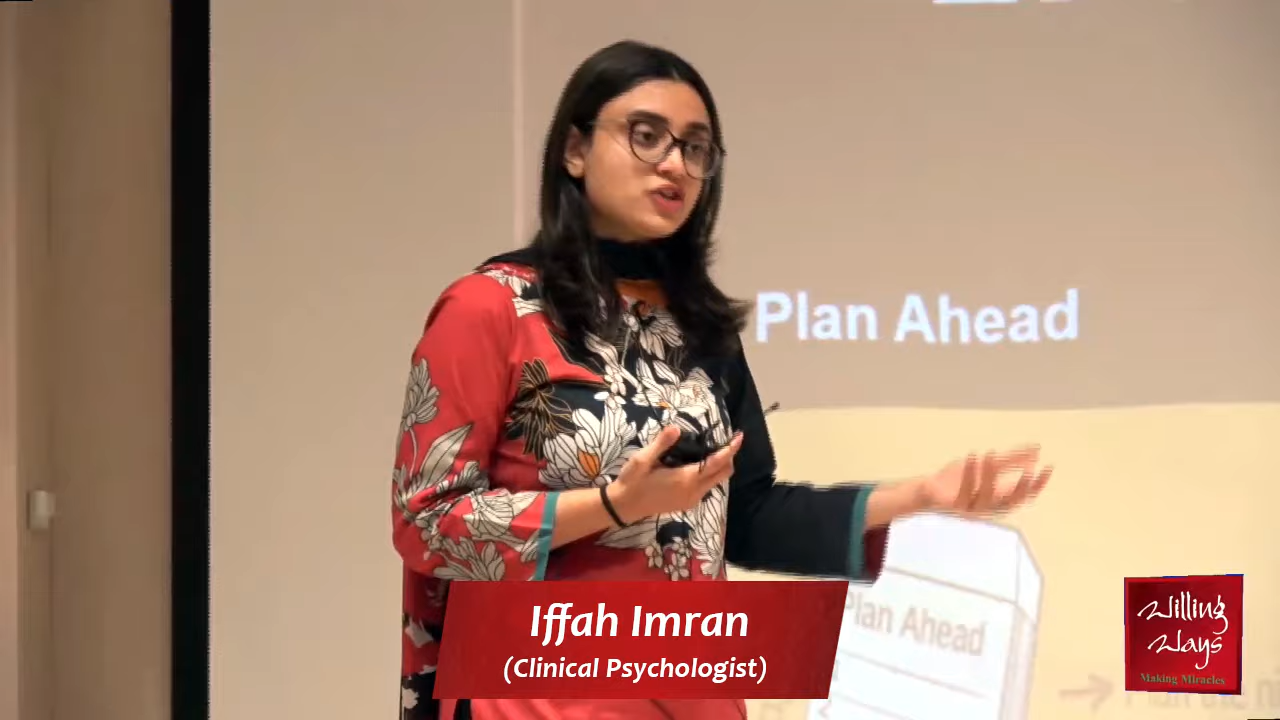 Plan Ahead
Plan Ahead
Iffah Imran
(Clinical Psychologist)
Willing
Ways
Making Miracles